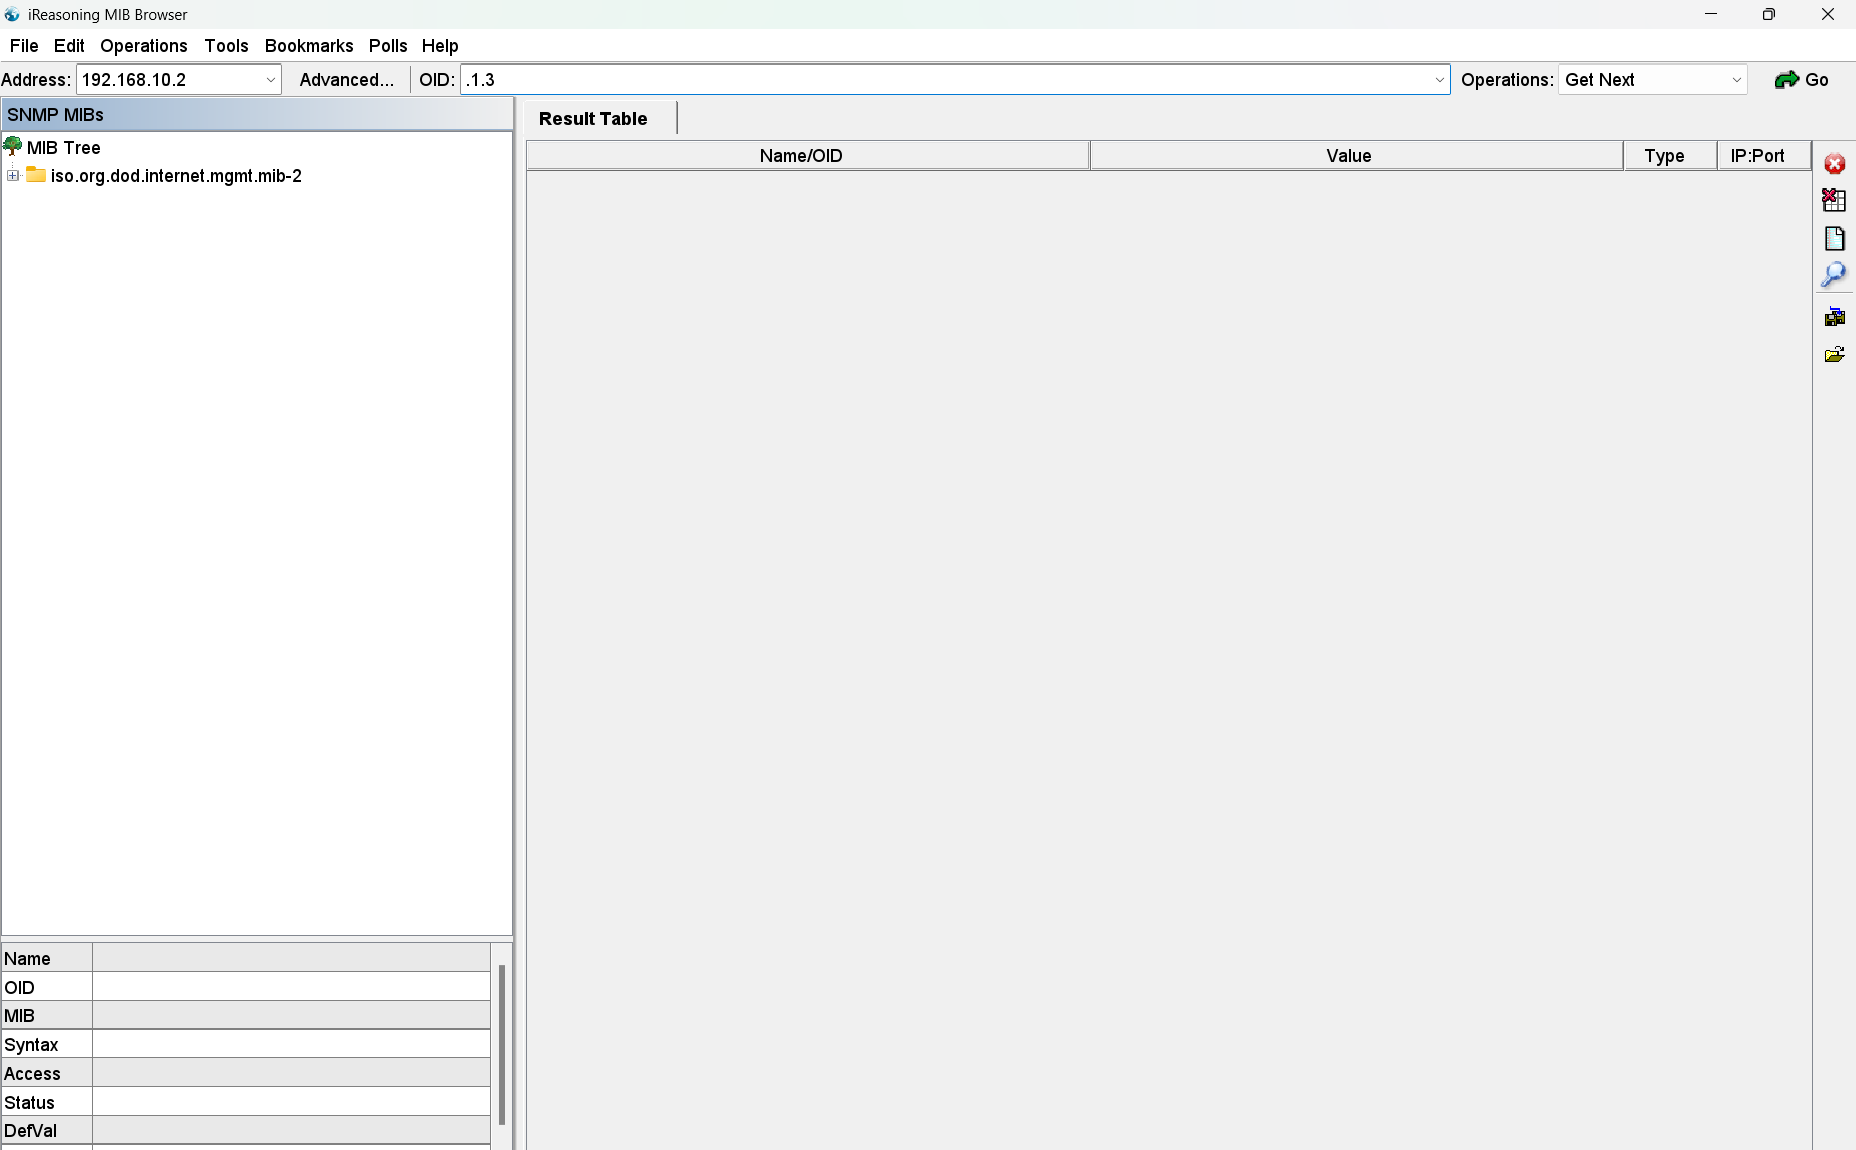 iReasoning MIB Browser
File Edit Operations Tools Bookmarks Polls Help
Address: 192.168.10.2 Advanced... OID: .1.3 Operations: Get Next Go
SNMP MIBs
MIB Tree
iso.org.dod.internet.mgmt.mib-2
Result Table
Name/OID Value Type IP:Port
Name
OID
MIB
Syntax
Access
Status
DefVal